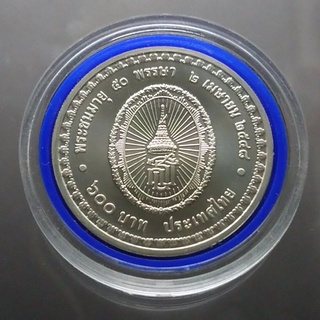 พระชนมายุ ๕๐ พรรษา ๒ เมษายน ๒๕๔๘
๖๐๐ บาท ประเทศไทย